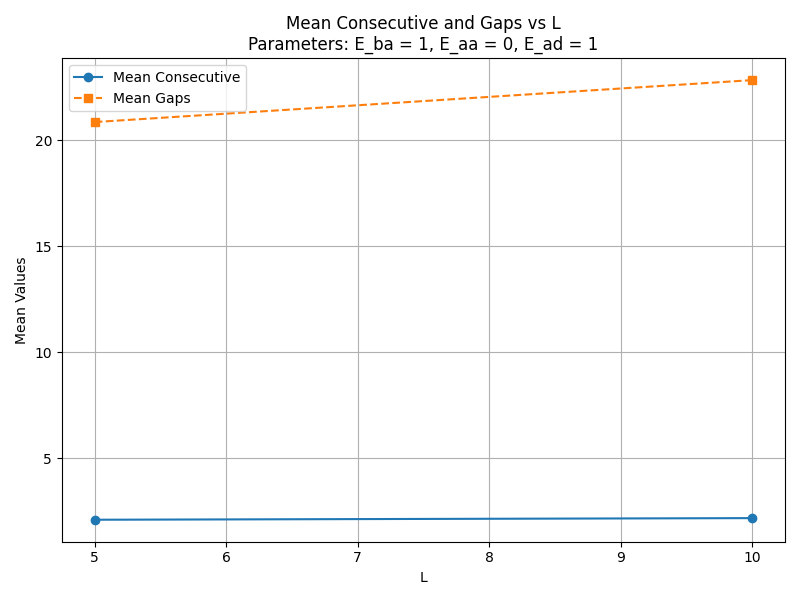 Mean Consecutive and Gaps vs L
Parameters: E_ba = 1, E_aa = 0, E_ad = 1
Mean Consecutive
Mean Gaps
Mean Values
20
15
10
5
5 6 7 8 9 10
L